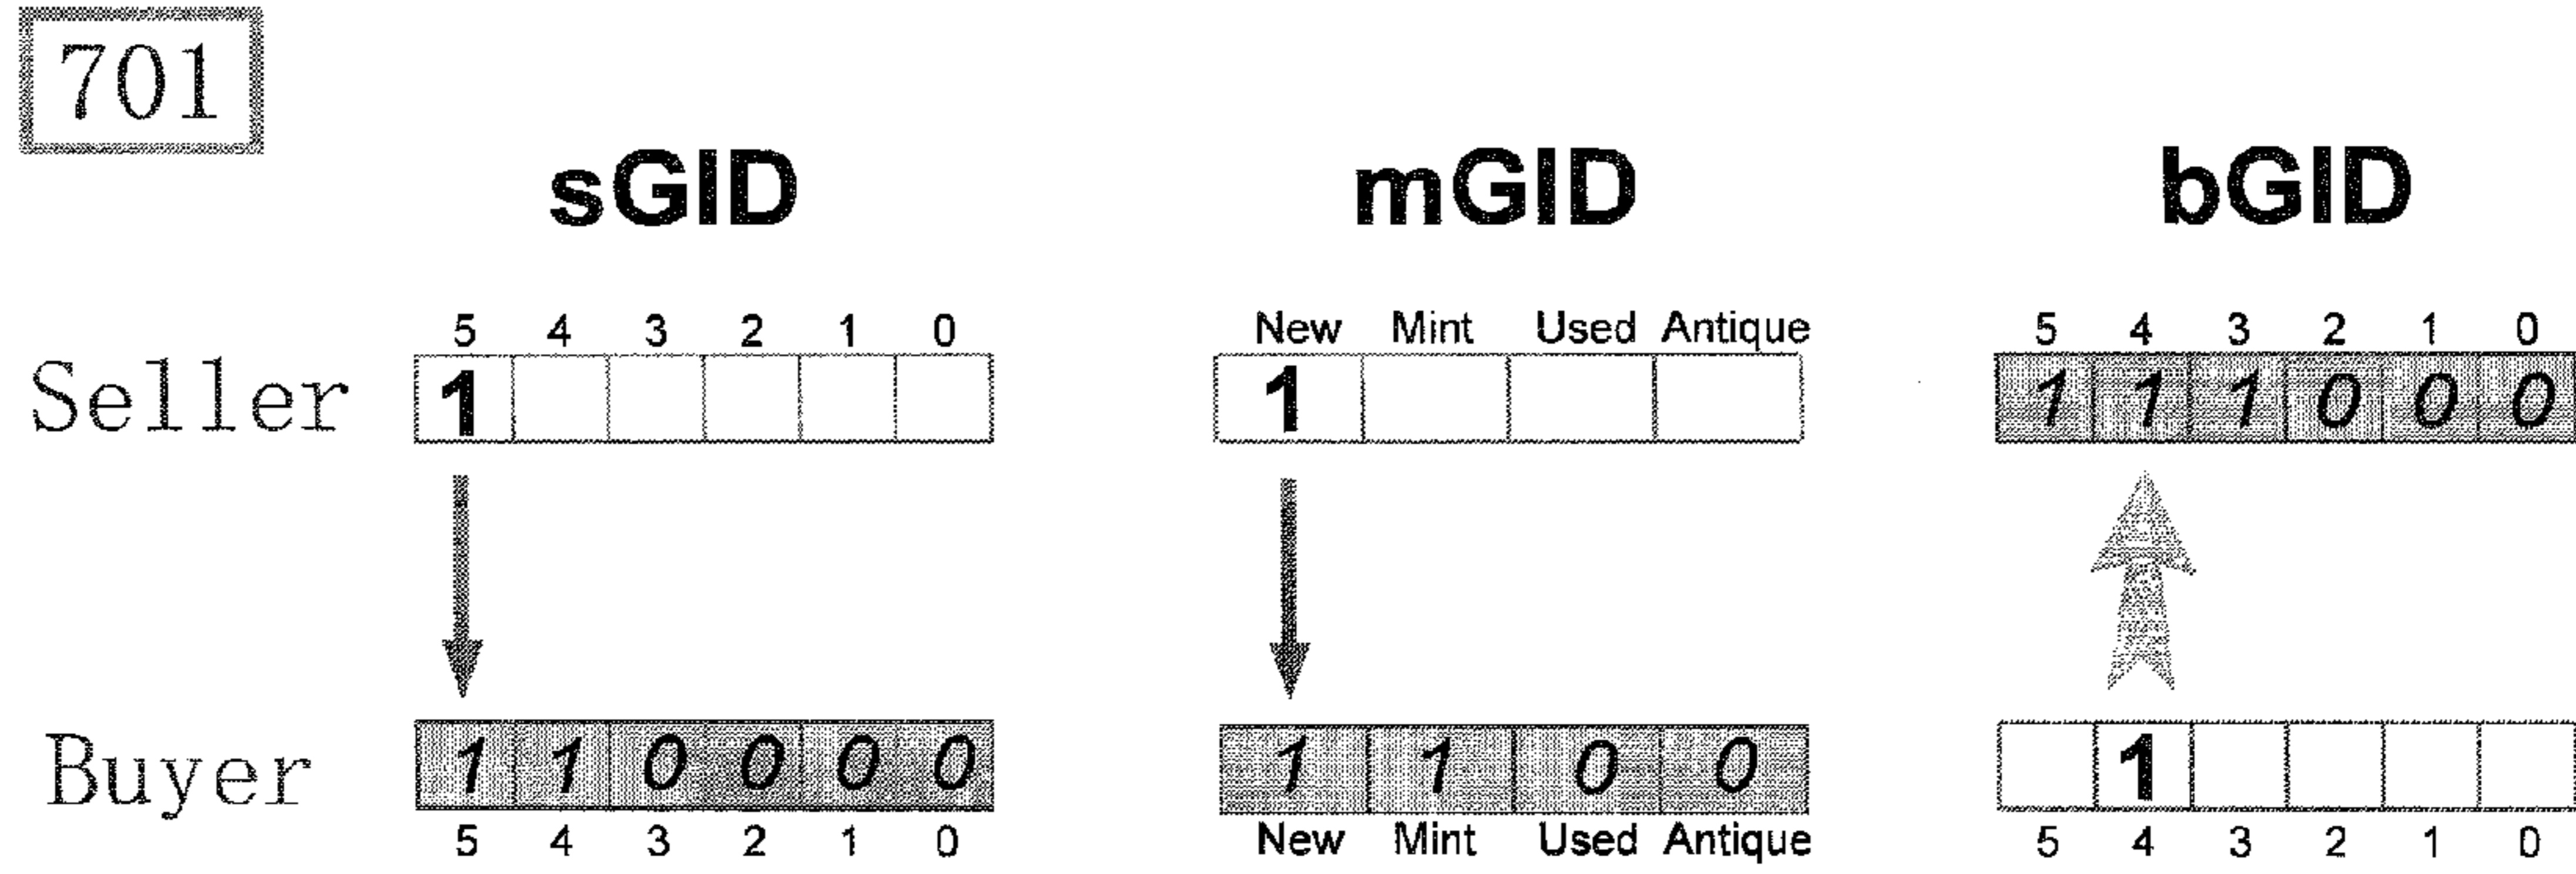 701
sGID mGID bGID
5 4 3 2 1 0 New Mint Used Antique 5 4 3 2 1 0
Seller 1 1 1 1 1 0 0 0
Buyer 1 1 0 0 0 0 1 1 0 0 1
5 4 3 2 1 0 New Mint Used Antique 5 4 3 2 1 0